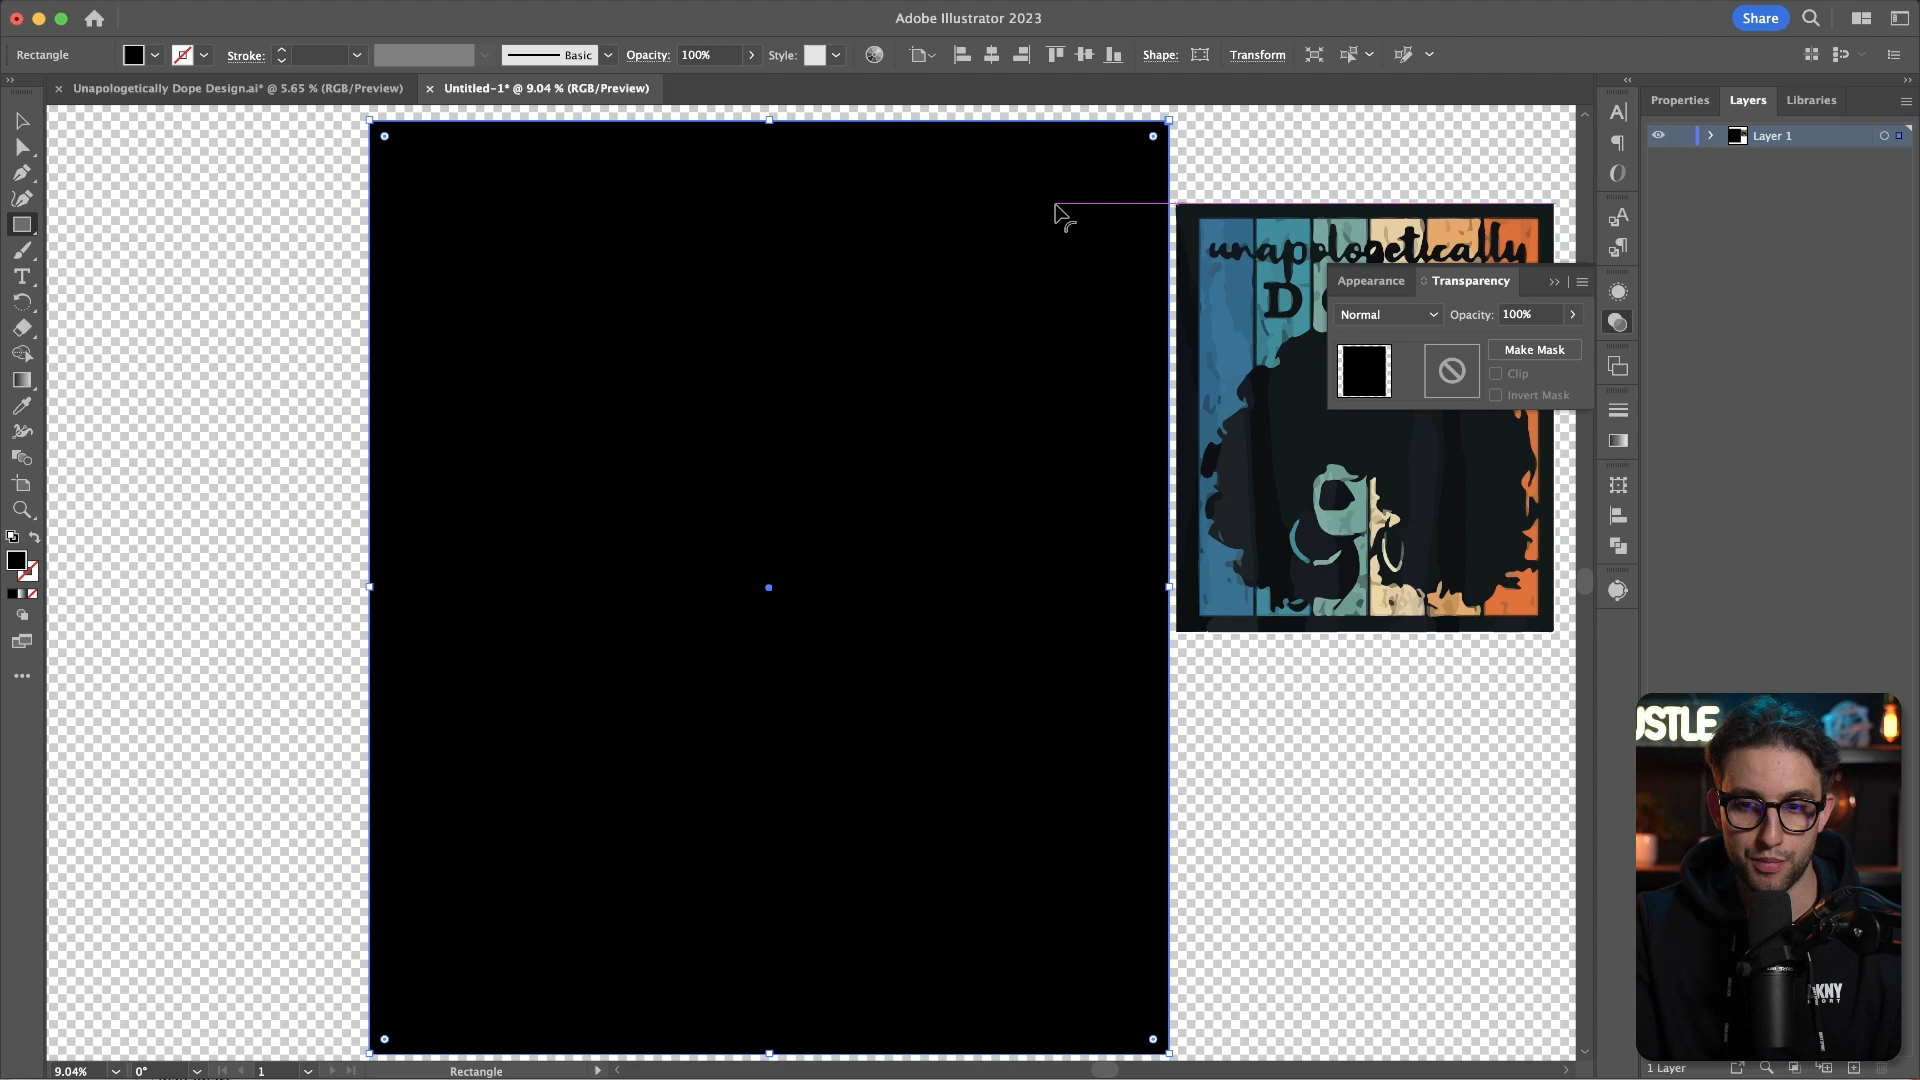 Adobe Illustrator 2023
Share
Rectangle
Stroke:
Basic
Opacity:
100%
Style:
Shape:
Transform
Unapologetically Dope Design.ai* @ 5.65 % (RGB/Preview)
Untitled-1* @ 9.04 % (RGB/Preview)
Properties
Layers
Libraries
Layer 1
unapologetically
D
Appearance
Transparency
Normal
Opacity:
100%
Make Mask
Clip
Invert Mask
USTLE
KNY
9.04%
0°
1
Rectangle
1 Layer